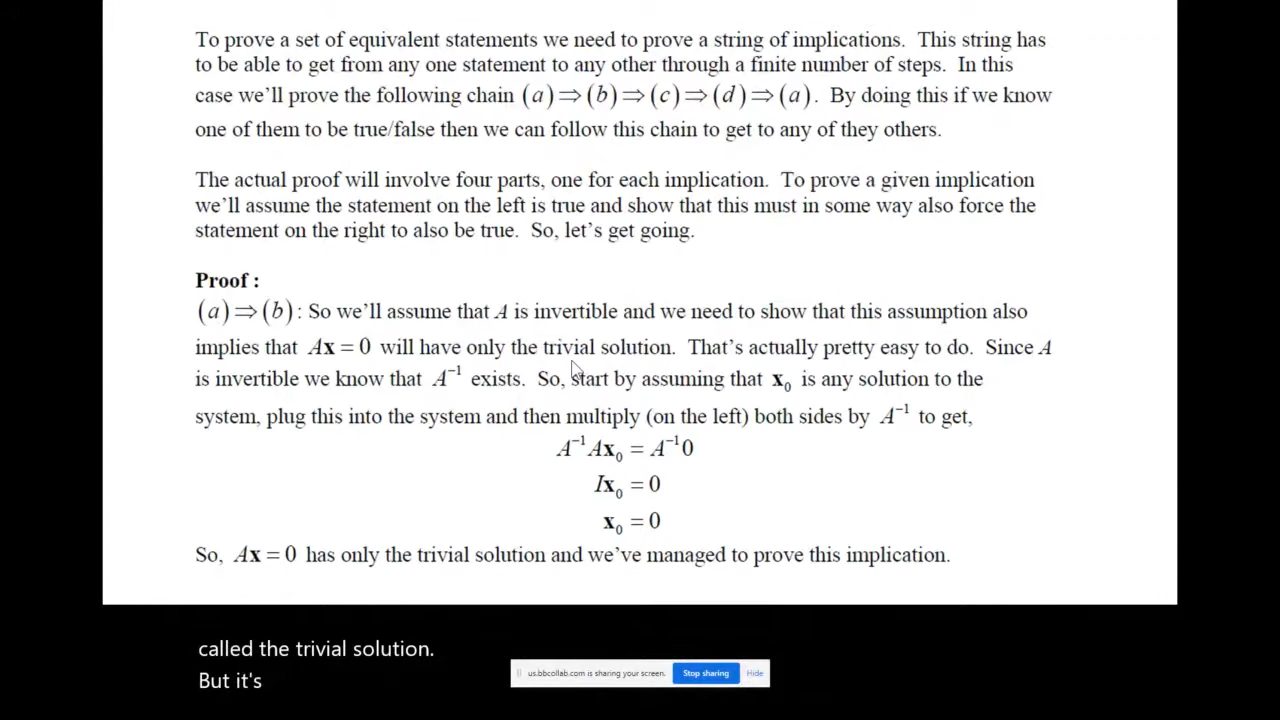 To prove a set of equivalent statements we need to prove a string of implications. This string has
to be able to get from any one statement to any other through a finite number of steps. In this
case we'll prove the following chain (a)⇒(b)⇒(c)⇒(d)⇒(a). By doing this if we know
one of them to be true/false then we can follow this chain to get to any of they others.
The actual proof will involve four parts, one for each implication. To prove a given implication
we'll assume the statement on the left is true and show that this must in some way also force the
statement on the right to also be true. So, let's get going.
Proof :
(a)⇒(b): So we'll assume that A is invertible and we need to show that this assumption also
implies that Ax = 0 will have only the trivial solution. That's actually pretty easy to do. Since A
is invertible we know that A⁻¹ exists. So, start by assuming that x₀ is any solution to the
system, plug this into the system and then multiply (on the left) both sides by A⁻¹ to get,
A⁻¹Ax₀ = A⁻¹0
Ix₀ = 0
x₀ = 0
So, Ax = 0 has only the trivial solution and we've managed to prove this implication.
called the trivial solution.
But it's
us.bbcollab.com is sharing your screen. Stop sharing Hide